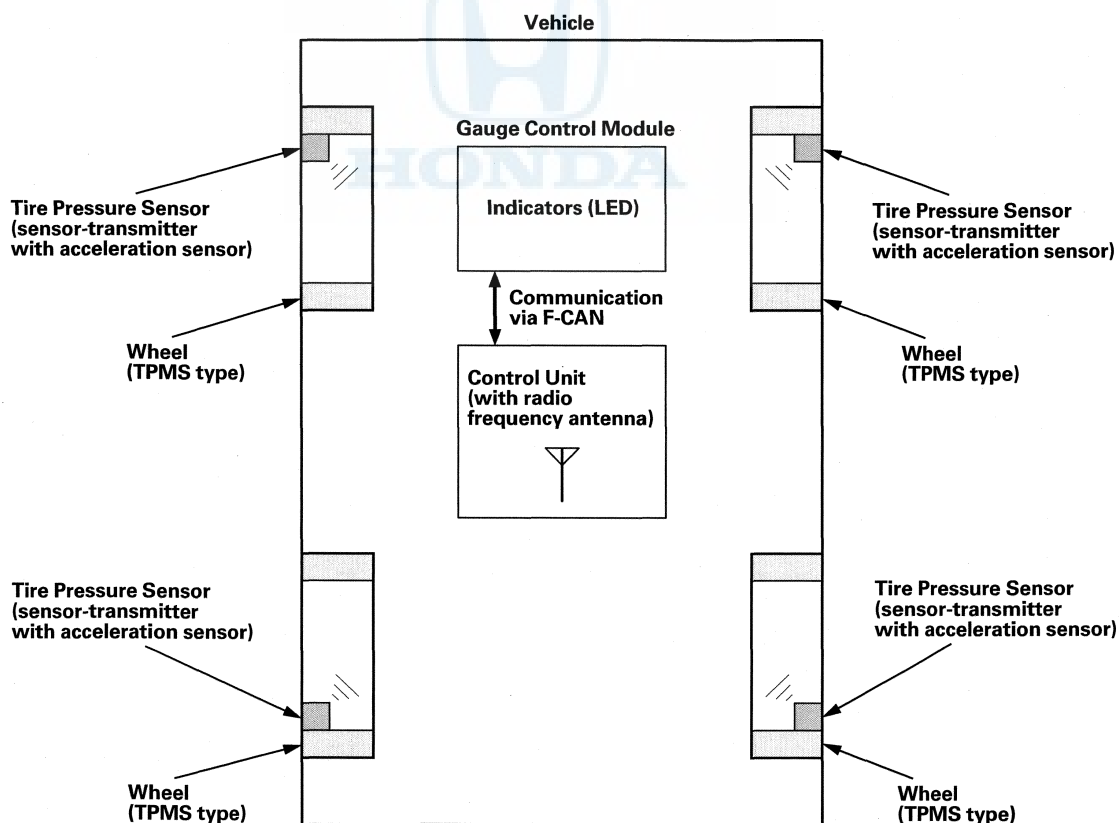 Vehicle
Gauge Control Module
HONDA
Indicators (LED)
Tire Pressure Sensor
(sensor-transmitter
with acceleration sensor)
Tire Pressure Sensor
(sensor-transmitter
with acceleration sensor)
Communication
via F-CAN
Wheel
(TPMS type)
Wheel
(TPMS type)
Control Unit
(with radio
frequency antenna)
Tire Pressure Sensor
(sensor-transmitter
with acceleration sensor)
Tire Pressure Sensor
(sensor-transmitter
with acceleration sensor)
Wheel
(TPMS type)
Wheel
(TPMS type)